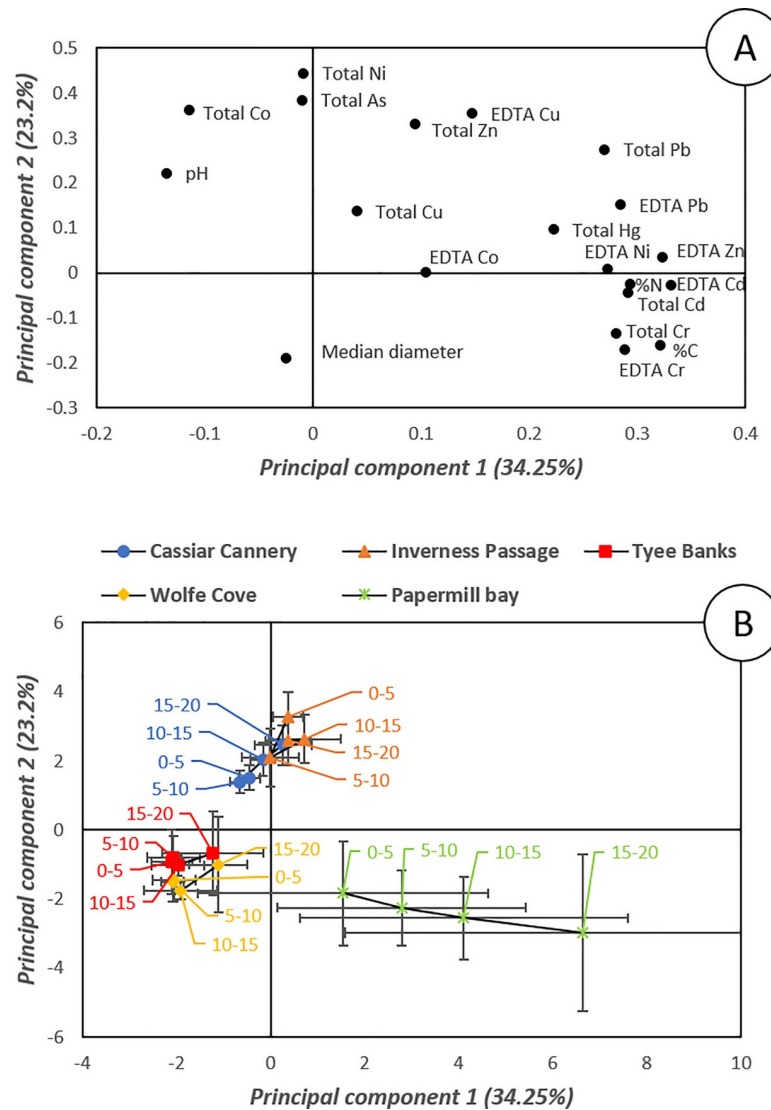 A
0.5
0.4
0.3
0.2
0.1
0
-0.1
-0.2
-0.3
Principal component 2 (23.2%)
Total Ni
Total As
Total Co
EDTA Cu
Total Zn
Total Pb
pH
EDTA Pb
Total Cu
Total Hg
EDTA Co
EDTA Ni
EDTA Zn
%N
EDTA Cd
Total Cd
Total Cr
Median diameter
%C
EDTA Cr
-0.2
-0.1
0
0.1
0.2
0.3
0.4
Principal component 1 (34.25%)
Cassiar Cannery
Inverness Passage
Tyee Banks
Wolfe Cove
Papermill bay
B
6
4
2
0
-2
-4
-6
Principal component 2 (23.2%)
0-5
15-20
10-15
10-15
15-20
0-5
5-10
5-10
15-20
5-10
15-20
0-5
5-10
10-15
15-20
0-5
0-5
10-15
5-10
10-15
-4
-2
0
2
4
6
8
10
Principal component 1 (34.25%)